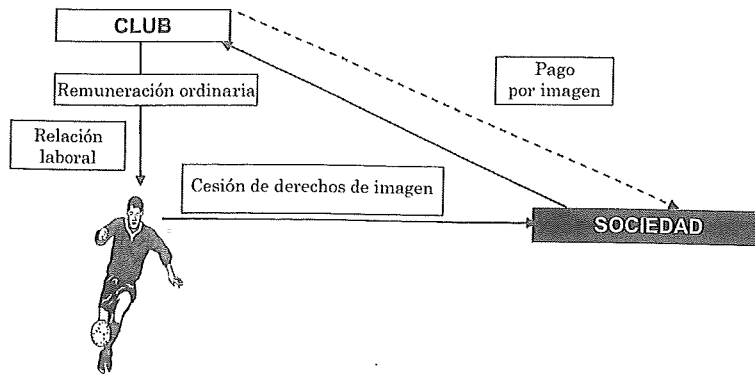 CLUB
Remuneración ordinaria
Pago
por imagen
Relación
laboral
Cesión de derechos de imagen
SOCIEDAD